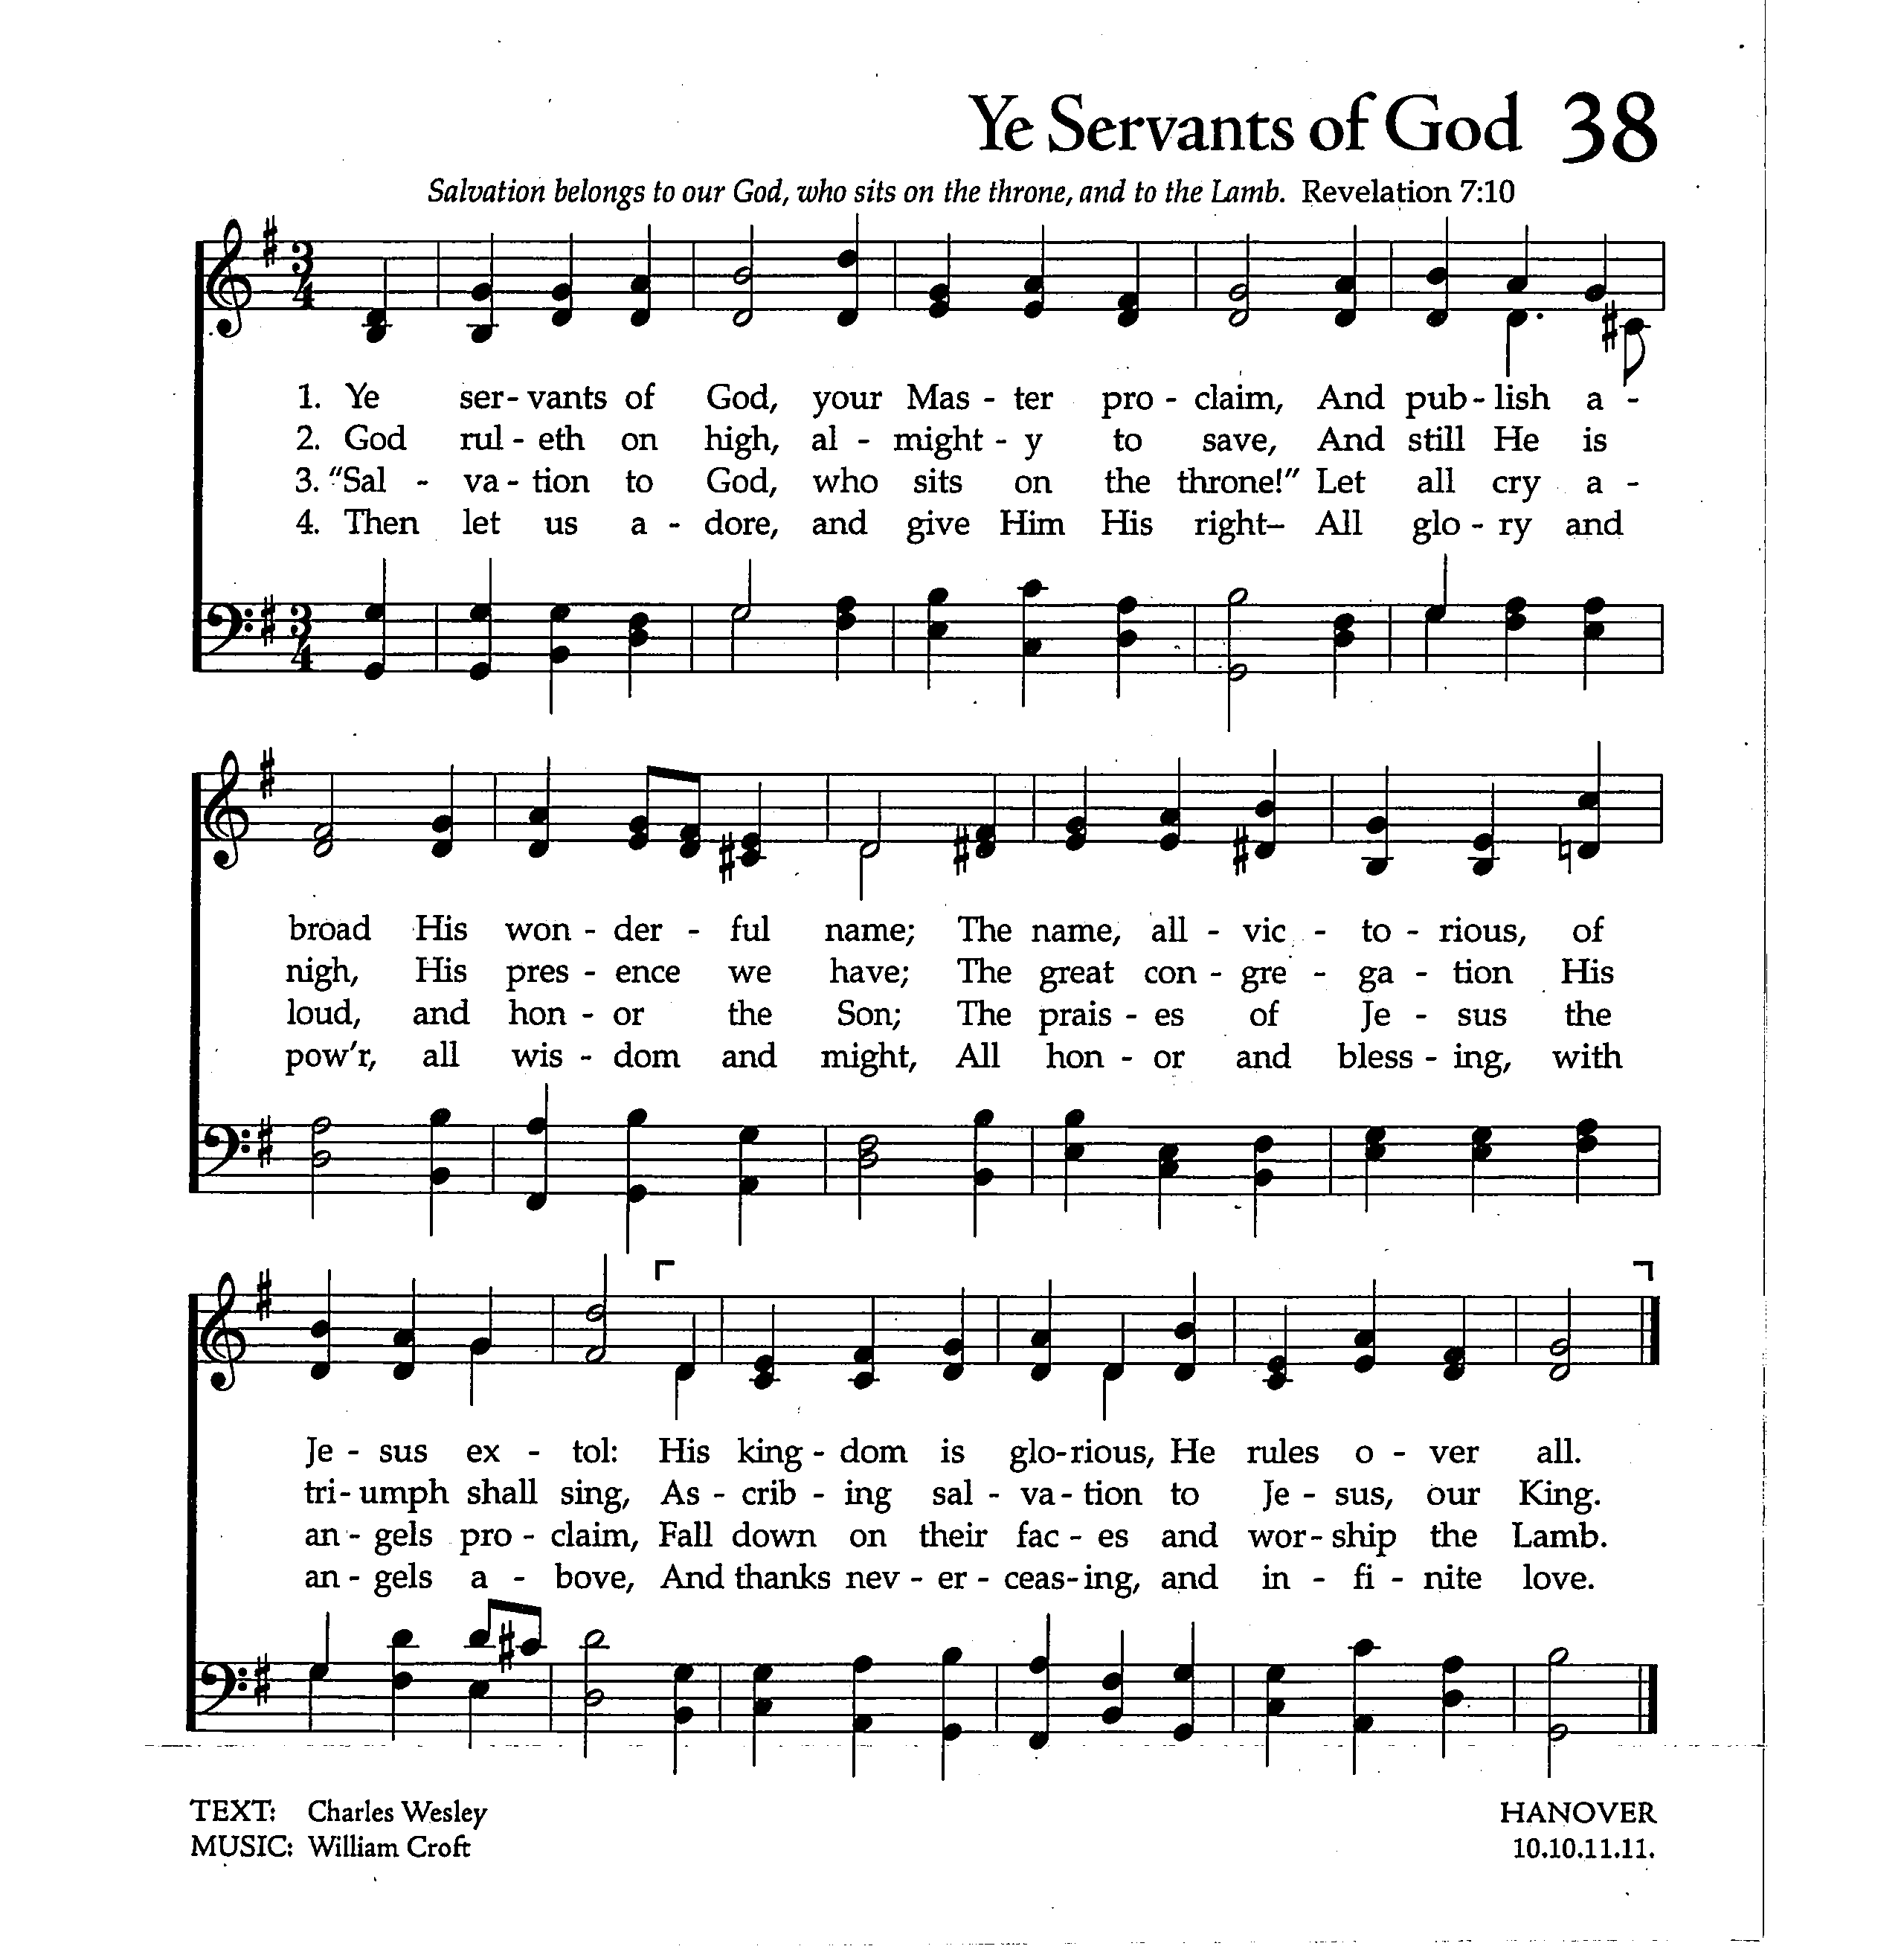 Ye Servants of God 38
Salvation belongs to our God, who sits on the throne, and to the Lamb. Revelation 7:10
3
4
1. Ye ser - vants of God, your Mas - ter pro - claim, And pub - lish a -
2. God rul - eth on high, al - might - y to save, And still He is
3. “Sal - va - tion to God, who sits on the throne!” Let all cry a -
4. Then let us a - dore, and give Him His right– All glo - ry and
3
4
broad His won - der - ful name; The name, all - vic - to - rious, of
nigh, His pres - ence we have; The great con - gre - ga - tion His
loud, and hon - or the Son; The prais - es of Je - sus the
pow'r, all wis - dom and might, All hon - or and bless - ing, with
Je - sus ex - tol: His king - dom is glo - rious, He rules o - ver all.
tri - umph shall sing, As - crib - ing sal - va - tion to Je - sus, our King.
an - gels pro - claim, Fall down on their fac - es and wor - ship the Lamb.
an - gels a - bove, And thanks nev - er - ceas - ing, and in - fi - nite love.
TEXT: Charles Wesley HANOVER
MUSIC: William Croft 10.10.11.11.